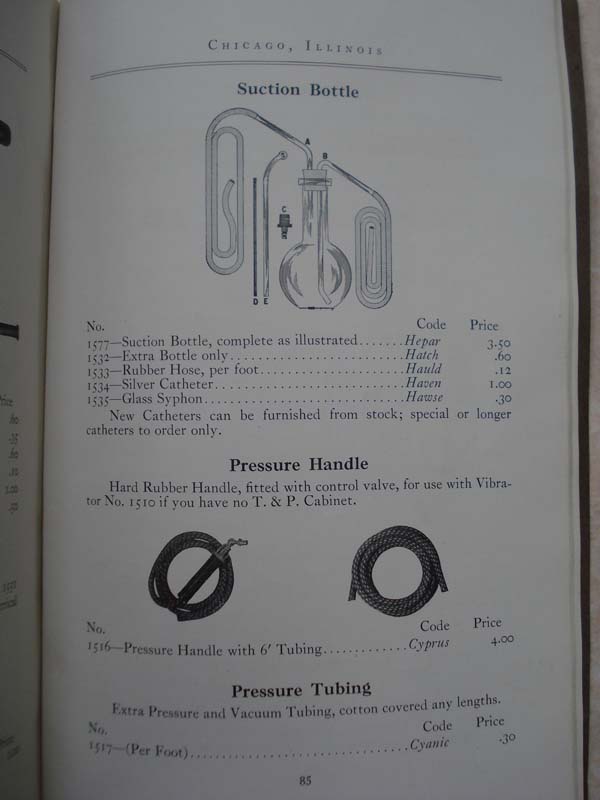 CHICAGO, ILLINOIS
Suction Bottle
A
B
C
D E
No. Code Price
1577—Suction Bottle, complete as illustrated.......Hepar 3.50
1532—Extra Bottle only..........................Hatch .60
1533—Rubber Hose, per foot.....................Hauld .12
1534—Silver Catheter............................Haven 1.00
1535—Glass Syphon.............................Hawse .30
New Catheters can be furnished from stock; special or longer
catheters to order only.
Pressure Handle
Hard Rubber Handle, fitted with control valve, for use with Vibra-
tor No. 1510 if you have no T. & P. Cabinet.
No. Code Price
1516—Pressure Handle with 6' Tubing............Cyprus 4.00
Pressure Tubing
Extra Pressure and Vacuum Tubing, cotton covered any lengths.
No. Code Price
1517—(Per Foot)................................Cyanic .30
85
Price
.60
.60
1.00